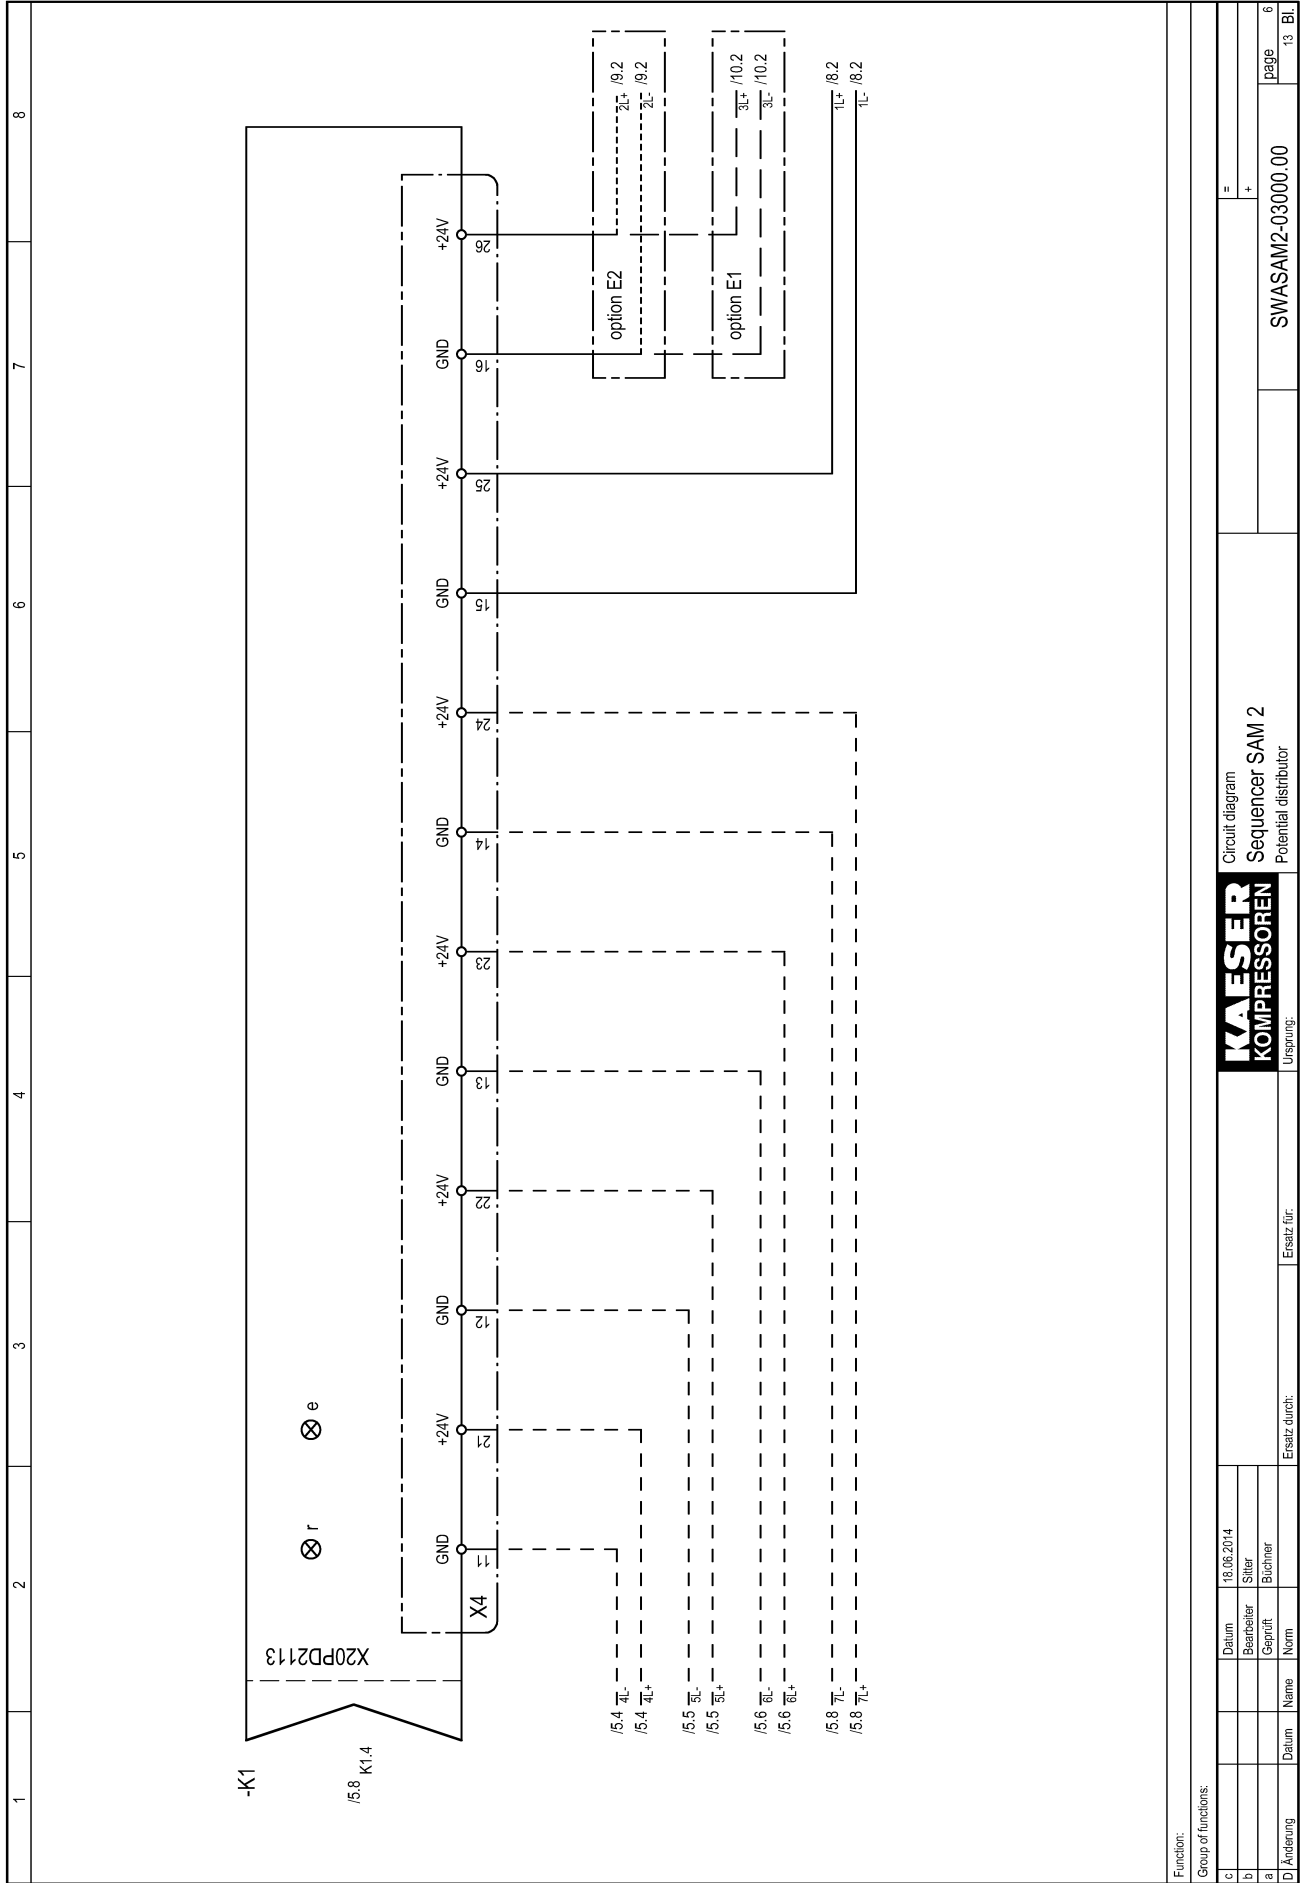 1 2 3 4 5 6 7 8
-K1
/5.8 K1.4
X20PD2113
r e
X4
GND +24V GND +24V GND +24V GND +24V GND +24V GND +24V
11 21 12 22 13 23 14 24 15 25 16 26
option E2
2L+ /9.2
2L- /9.2
option E1
3L+ /10.2
3L- /10.2
1L+ /8.2
1L- /8.2
/5.4 4L-
/5.4 4L+
/5.5 5L-
/5.5 5L+
/5.6 6L-
/5.6 6L+
/5.8 7L-
/5.8 7L+
Function:
Group of functions:
c Datum 18.06.2014
b Bearbeiter Sitter
a Geprüft Büchner
D Änderung Datum Name Norm Ersatz durch: Ersatz für: Ursprung:
KAESER
KOMPRESSOREN
Circuit diagram
Sequencer SAM 2
Potential distributor
=
+
SWASAM2-03000.00
page 6
13 Bl.